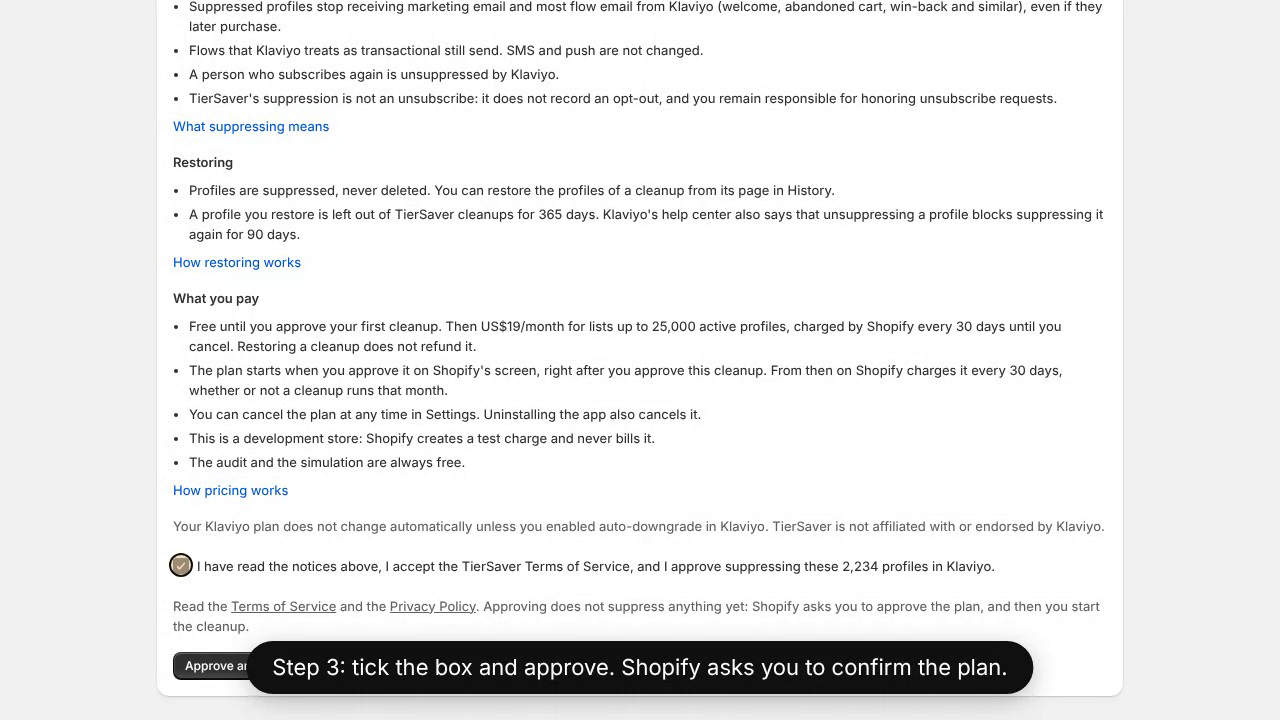 • Suppressed profiles stop receiving marketing email and most flow email from Klaviyo (welcome, abandoned cart, win-back and similar), even if they
later purchase.
• Flows that Klaviyo treats as transactional still send. SMS and push are not changed.
• A person who subscribes again is unsuppressed by Klaviyo.
• TierSaver's suppression is not an unsubscribe: it does not record an opt-out, and you remain responsible for honoring unsubscribe requests.
What suppressing means
Restoring
• Profiles are suppressed, never deleted. You can restore the profiles of a cleanup from its page in History.
• A profile you restore is left out of TierSaver cleanups for 365 days. Klaviyo's help center also says that unsuppressing a profile blocks suppressing it
again for 90 days.
How restoring works
What you pay
• Free until you approve your first cleanup. Then US$19/month for lists up to 25,000 active profiles, charged by Shopify every 30 days until you
cancel. Restoring a cleanup does not refund it.
• The plan starts when you approve it on Shopify's screen, right after you approve this cleanup. From then on Shopify charges it every 30 days,
whether or not a cleanup runs that month.
• You can cancel the plan at any time in Settings. Uninstalling the app also cancels it.
• This is a development store: Shopify creates a test charge and never bills it.
• The audit and the simulation are always free.
How pricing works
Your Klaviyo plan does not change automatically unless you enabled auto-downgrade in Klaviyo. TierSaver is not affiliated with or endorsed by Klaviyo.
I have read the notices above, I accept the TierSaver Terms of Service, and I approve suppressing these 2,234 profiles in Klaviyo.
Read the Terms of Service and the Privacy Policy. Approving does not suppress anything yet: Shopify asks you to approve the plan, and then you start
the cleanup.
Approve
Step 3: tick the box and approve. Shopify asks you to confirm the plan.